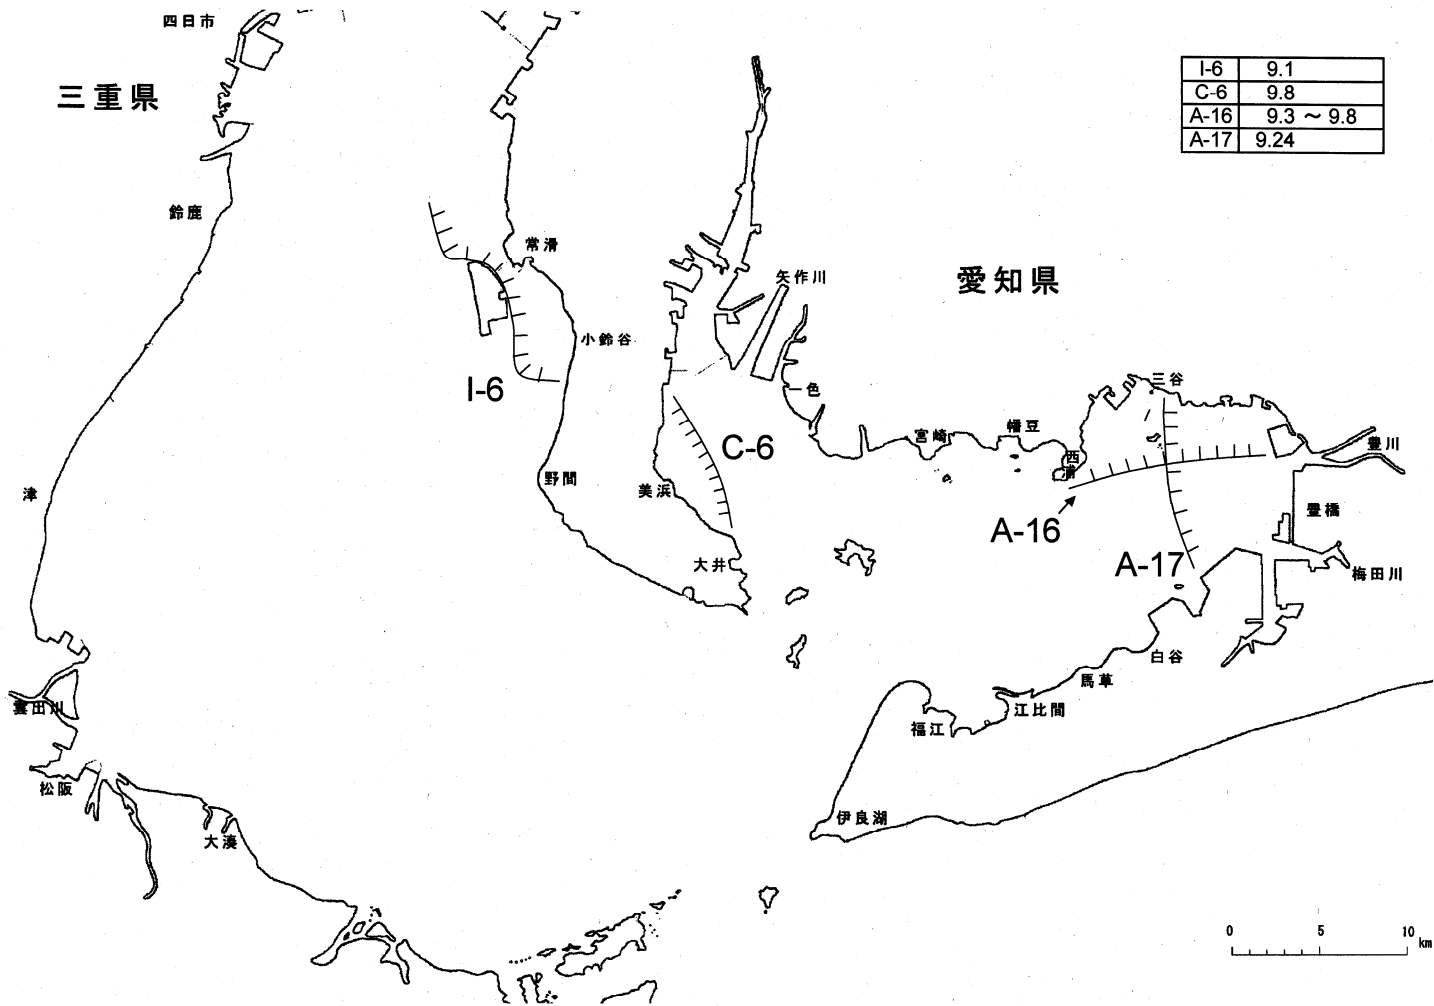 四日市
三重県
I-6 9.1
C-6 9.8
A-16 9.3 ～ 9.8
A-17 9.24
鈴鹿
常滑
矢作川
愛知県
小鈴谷
I-6
一色
三谷
宮崎
幡豆
豊川
C-6
西浦
野間
美浜
津
豊橋
A-16
大井
A-17
梅田川
白谷
馬草
雲出川
江比間
福江
松阪
伊良湖
大湊
0 5 10 km